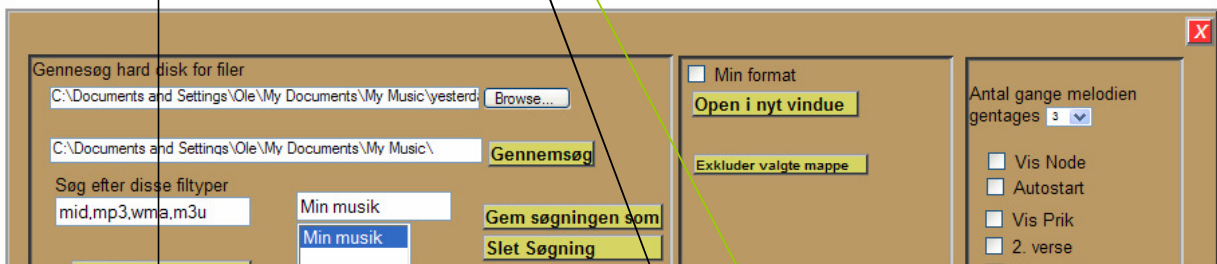 X
Gennesøg hard disk for filer
C:\Documents and Settings\Ole\My Documents\My Music\yesterd
Browse...
C:\Documents and Settings\Ole\My Documents\My Music\
Gennemsøg
Søg efter disse filtyper
mid,mp3,wma,m3u
Min musik
Min musik
Gem søgningen som
Slet Søgning
Min format
Open i nyt vindue
Exkluder valgte mappe
Antal gange melodien
gentages 3
Vis Node
Autostart
Vis Prik
2. verse